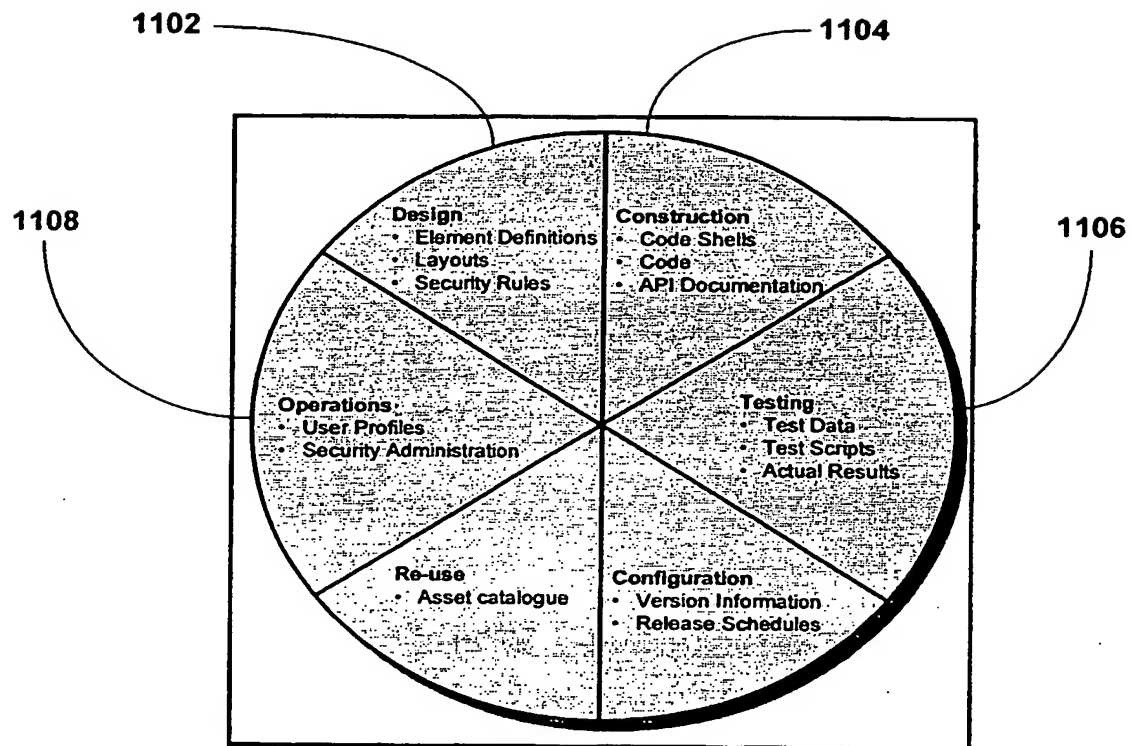 1102
1104
1108
1106
Design
• Element Definitions
• Layouts
• Security Rules
Construction
• Code Shells
• Code
• API Documentation
Operations
• User Profiles
• Security Administration
Testing
• Test Data
• Test Scripts
• Actual Results
Re-use
• Asset catalogue
Configuration
• Version Information
• Release Schedules